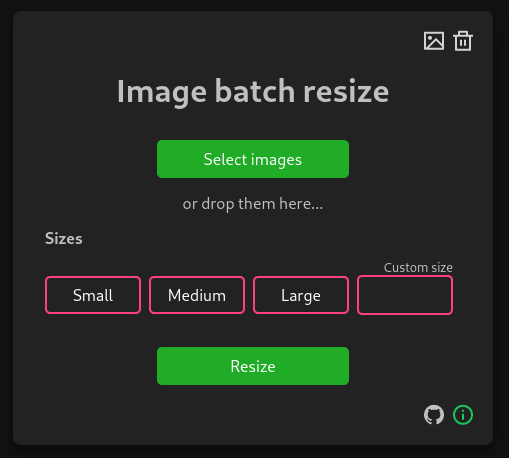 Image batch resize
Select images
or drop them here...
Sizes
Custom size
Small Medium Large
Resize